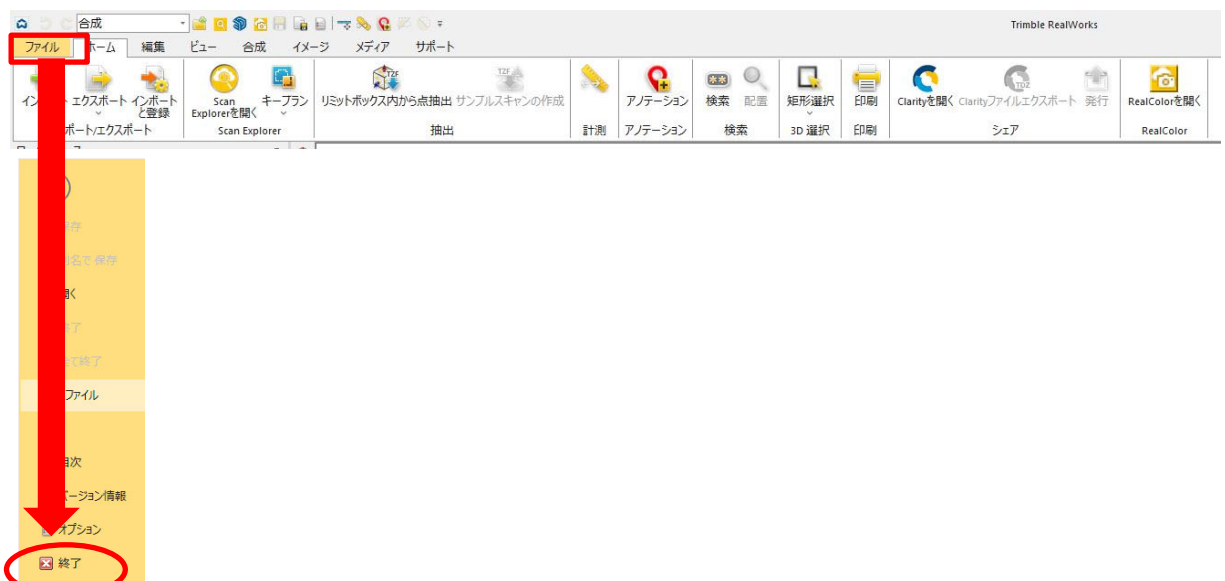 合成
Trimble RealWorks
ファイル ホーム 編集 ビュー 合成 イメージ メディア サポート
エクスポート インポート と登録 Scan Explorerを開く キープラン リミットボックス内から点抽出 サンプルスキャンの作成 アノテーション 検索 配置 矩形選択 印刷 Clarityを開く Clarityファイルエクスポート 発行 RealColorを開く
ポート/エクスポート Scan Explorer 抽出 計測 アノテーション 検索 3D 選択 印刷 シェア RealColor
TZF
TZF
TDZ
保存
名で 保存
開く
終了
全て終了
ファイル
目次
バージョン情報
オプション
終了